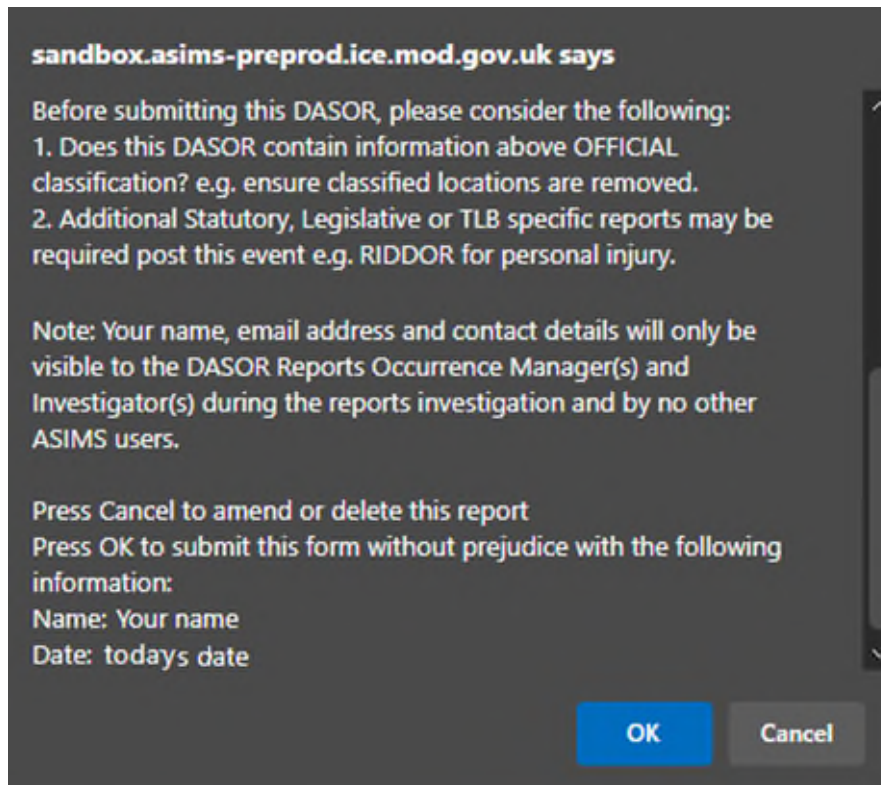 sandbox.asims-preprod.ice.mod.gov.uk says
Before submitting this DASOR, please consider the following:
1. Does this DASOR contain information above OFFICIAL
classification? e.g. ensure classified locations are removed.
2. Additional Statutory, Legislative or TLB specific reports may be
required post this event e.g. RIDDOR for personal injury.
Note: Your name, email address and contact details will only be
visible to the DASOR Reports Occurrence Manager(s) and
Investigator(s) during the reports investigation and by no other
ASIMS users.
Press Cancel to amend or delete this report
Press OK to submit this form without prejudice with the following
information:
Name: Your name
Date: todays date
OK Cancel